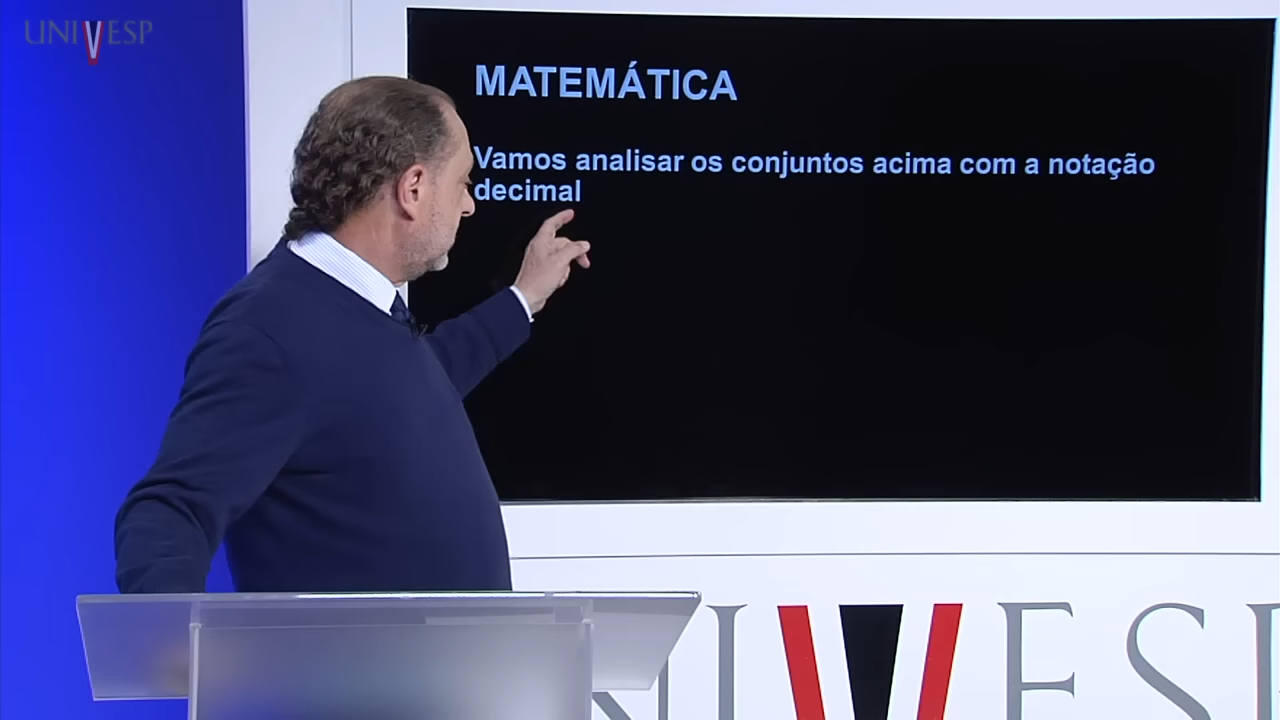 UNIVESP
MATEMÁTICA
Vamos analisar os conjuntos acima com a notação
decimal
UNIVESP